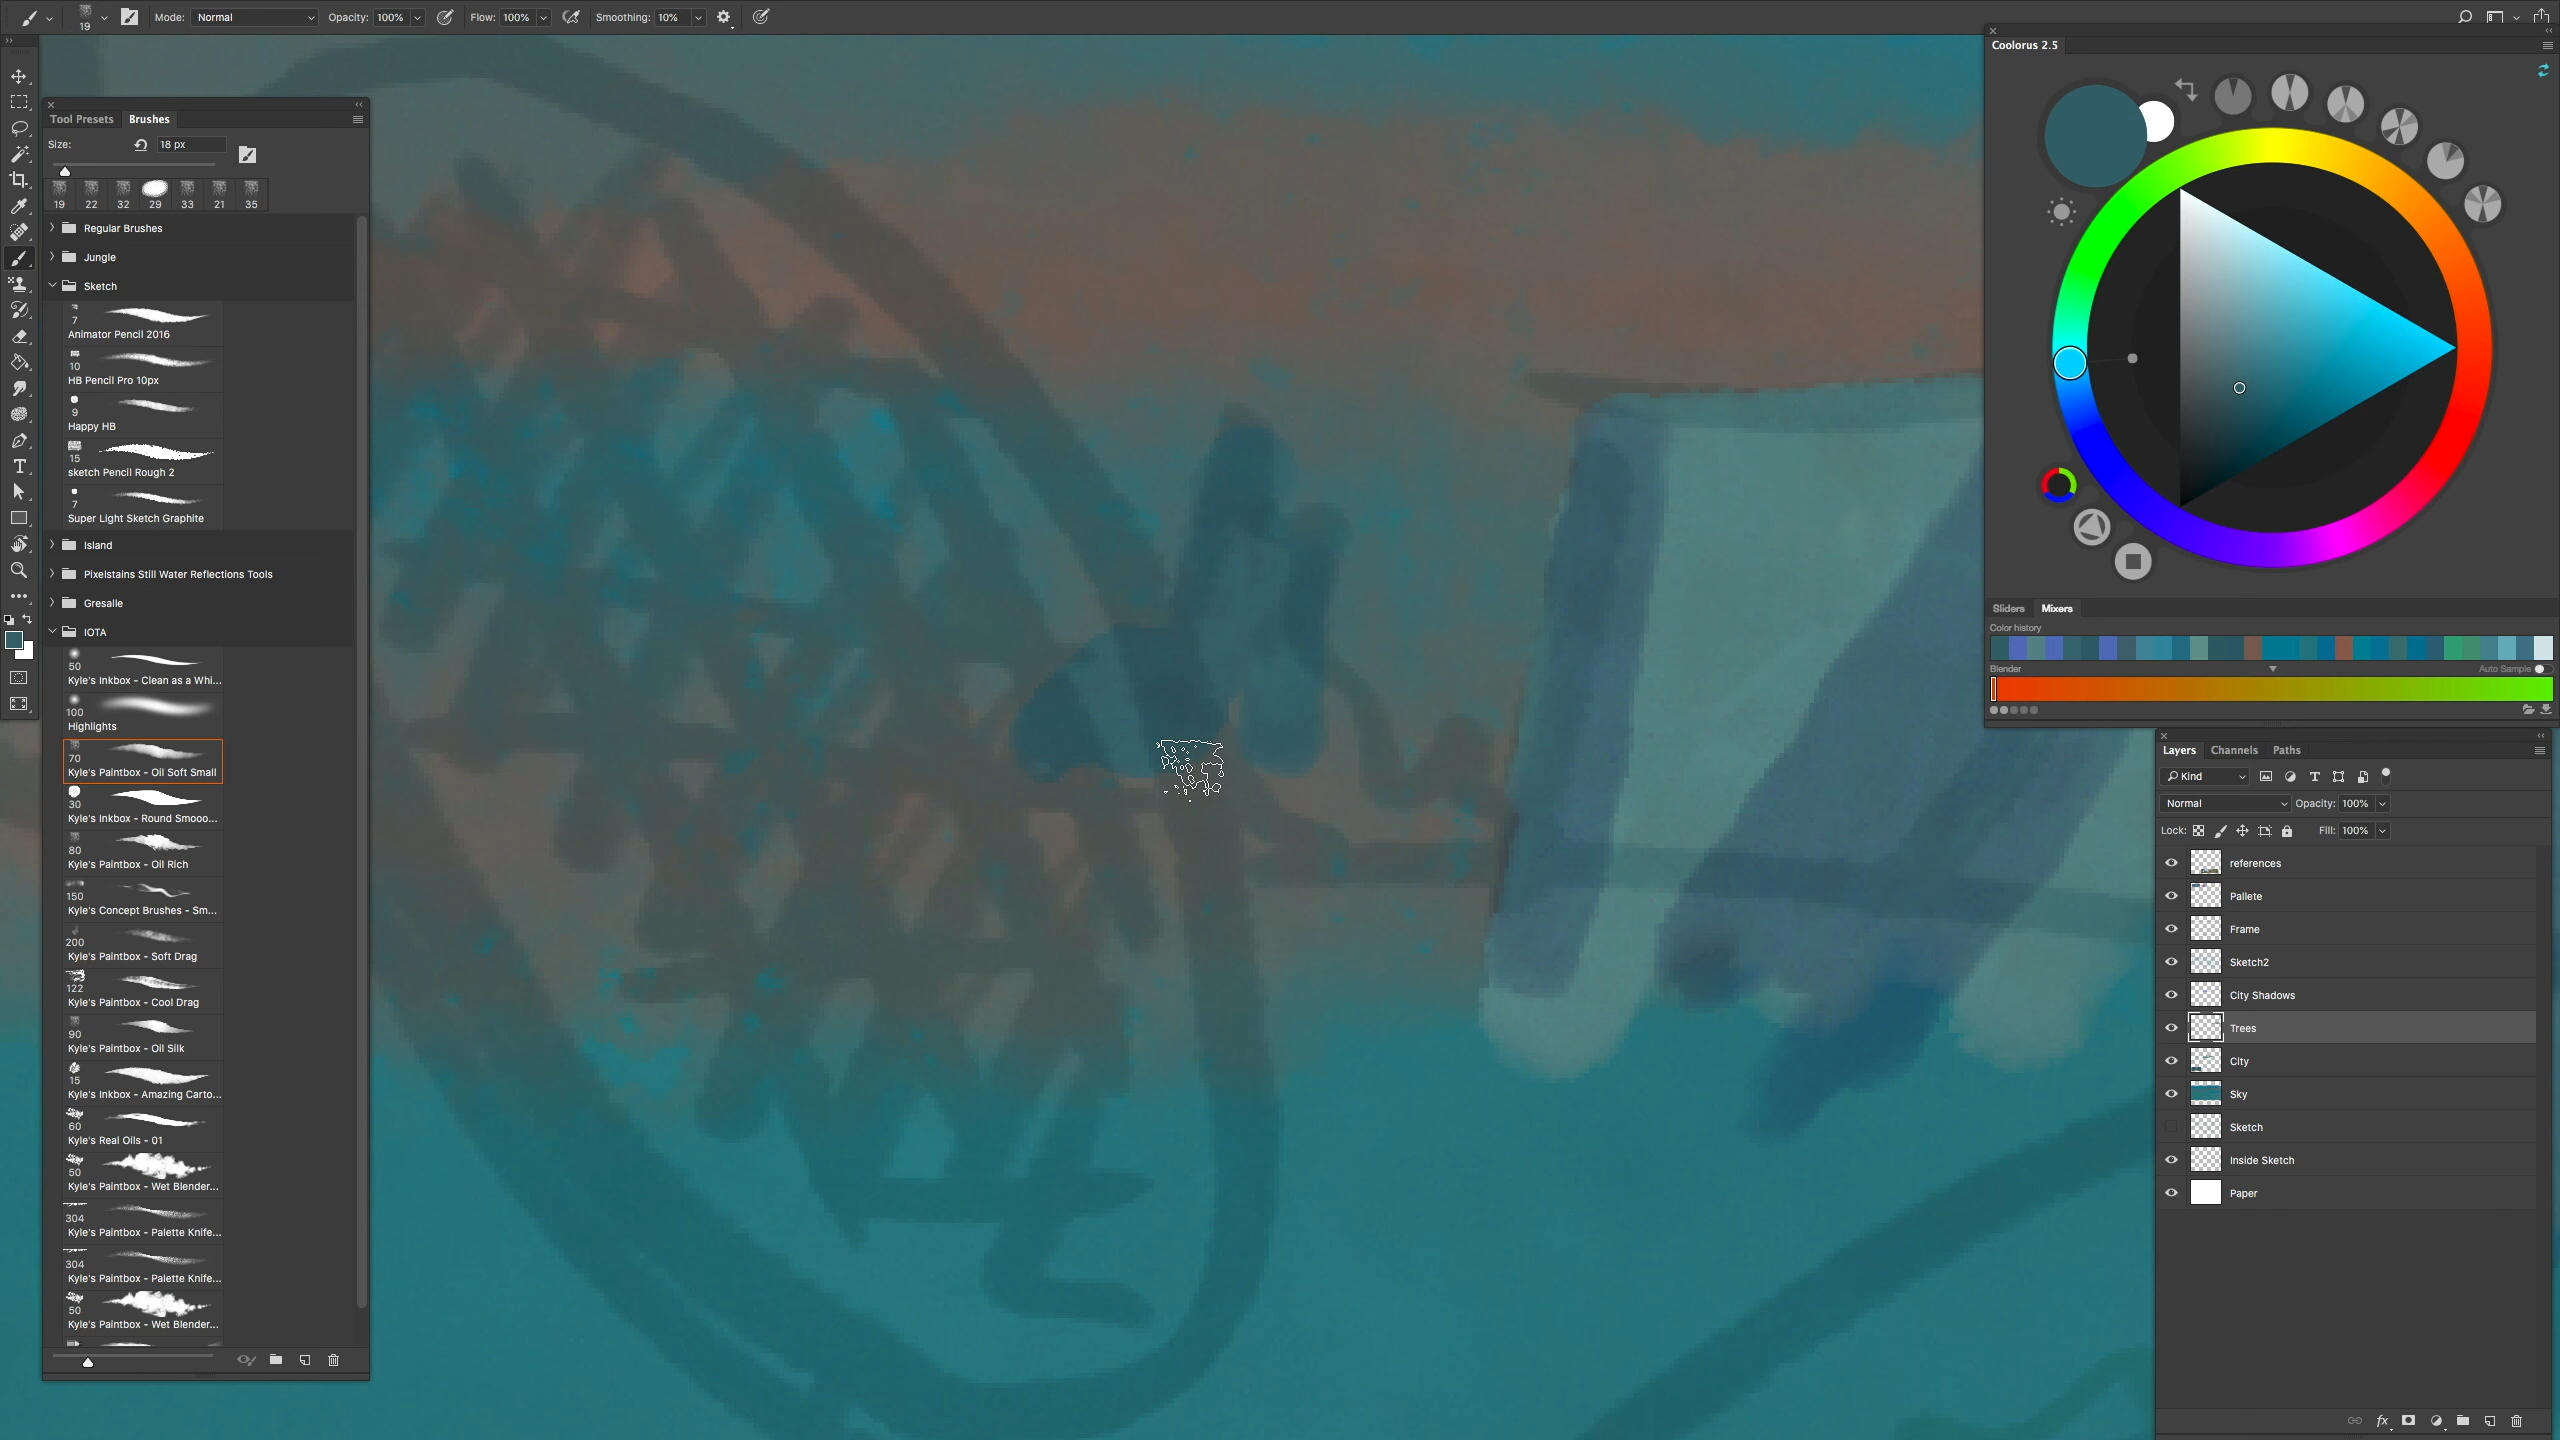 19
Mode: Normal
Opacity: 100%
Flow: 100%
Smoothing: 10%
Tool Presets
Brushes
Size:
18 px
19 22 32 29 33 21 35
Regular Brushes
Jungle
Sketch
7
Animator Pencil 2016
10
HB Pencil Pro 10px
9
Happy HB
15
sketch Pencil Rough 2
7
Super Light Sketch Graphite
Island
Pixelstains Still Water Reflections Tools
Gresalle
IOTA
50
Kyle's Inkbox - Clean as a Whi...
100
Highlights
70
Kyle's Paintbox - Oil Soft Small
30
Kyle's Inkbox - Round Smooo...
80
Kyle's Paintbox - Oil Rich
150
Kyle's Concept Brushes - Sm...
200
Kyle's Paintbox - Soft Drag
122
Kyle's Paintbox - Cool Drag
90
Kyle's Paintbox - Oil Silk
15
Kyle's Inkbox - Amazing Carto...
60
Kyle's Real Oils - 01
50
Kyle's Paintbox - Wet Blender...
304
Kyle's Paintbox - Palette Knife...
304
Kyle's Paintbox - Palette Knife...
50
Kyle's Paintbox - Wet Blender...
Coolorus 2.5
Sliders
Mixers
Color history
Blender
Auto Sample
Layers
Channels
Paths
Kind
Normal
Opacity: 100%
Lock:
Fill: 100%
references
Pallete
Frame
Sketch2
City Shadows
Trees
City
Sky
Sketch
Inside Sketch
Paper